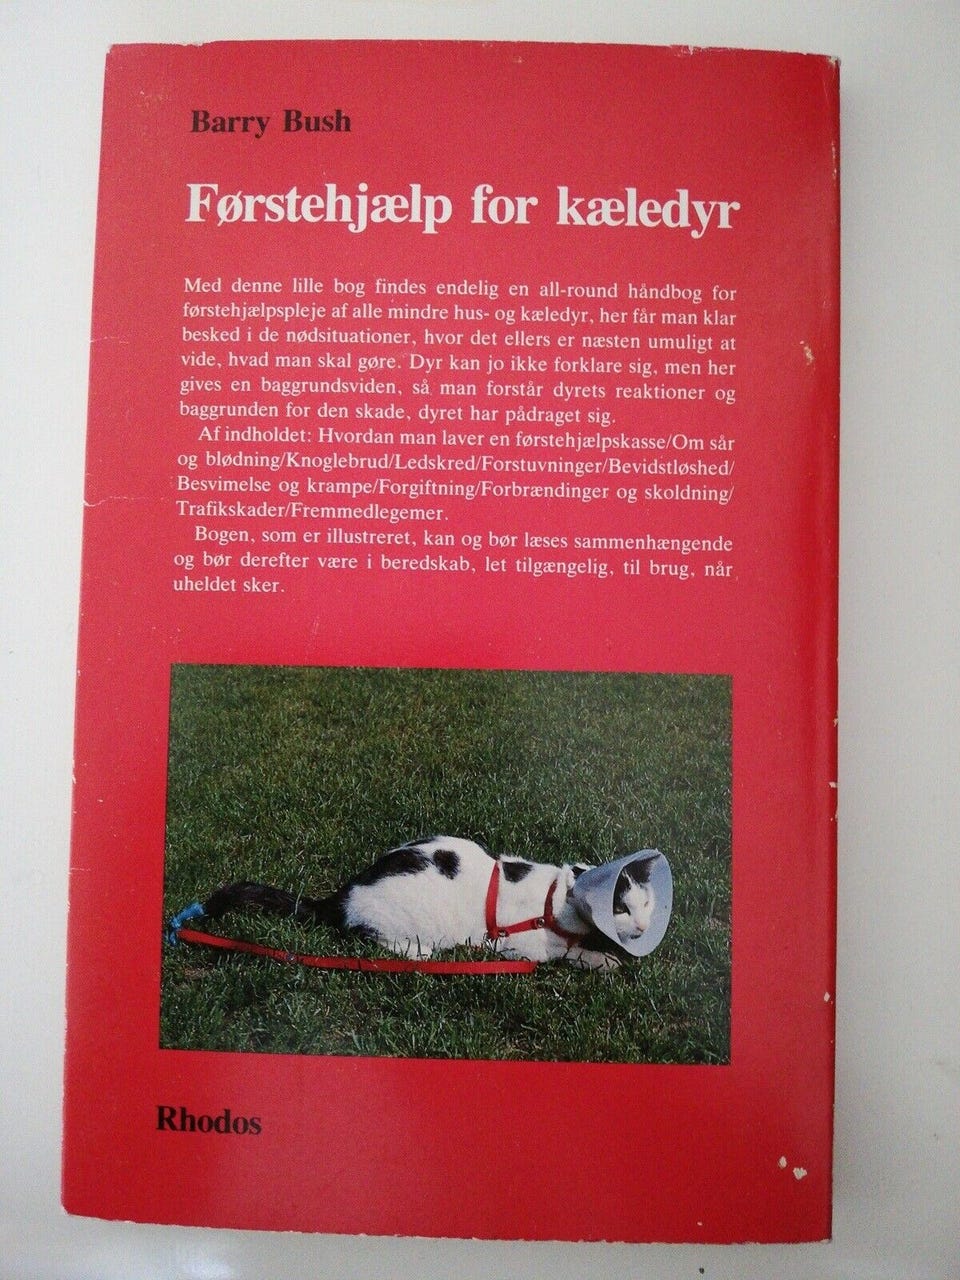 Barry Bush
Førstehjælp for kæledyr
Med denne lille bog findes endelig en all-round håndbog for
førstehjælpspleje af alle mindre hus- og kæledyr, her får man klar
besked i de nødsituationer, hvor det ellers er næsten umuligt at
vide, hvad man skal gøre. Dyr kan jo ikke forklare sig, men her
gives en baggrundsviden, så man forstår dyrets reaktioner og
baggrunden for den skade, dyret har pådraget sig.
Af indholdet: Hvordan man laver en førstehjælpskasse/Om sår
og blødning/Knoglebrud/Ledskred/Forstuvninger/Bevidstløshed/
Besvimelse og krampe/Forgiftning/Forbrændinger og skoldning/
Trafikskader/Fremmedlegemer.
Bogen, som er illustreret, kan og bør læses sammenhængende
og bør derefter være i beredskab, let tilgængelig, til brug, når
uheldet sker.
Rhodos